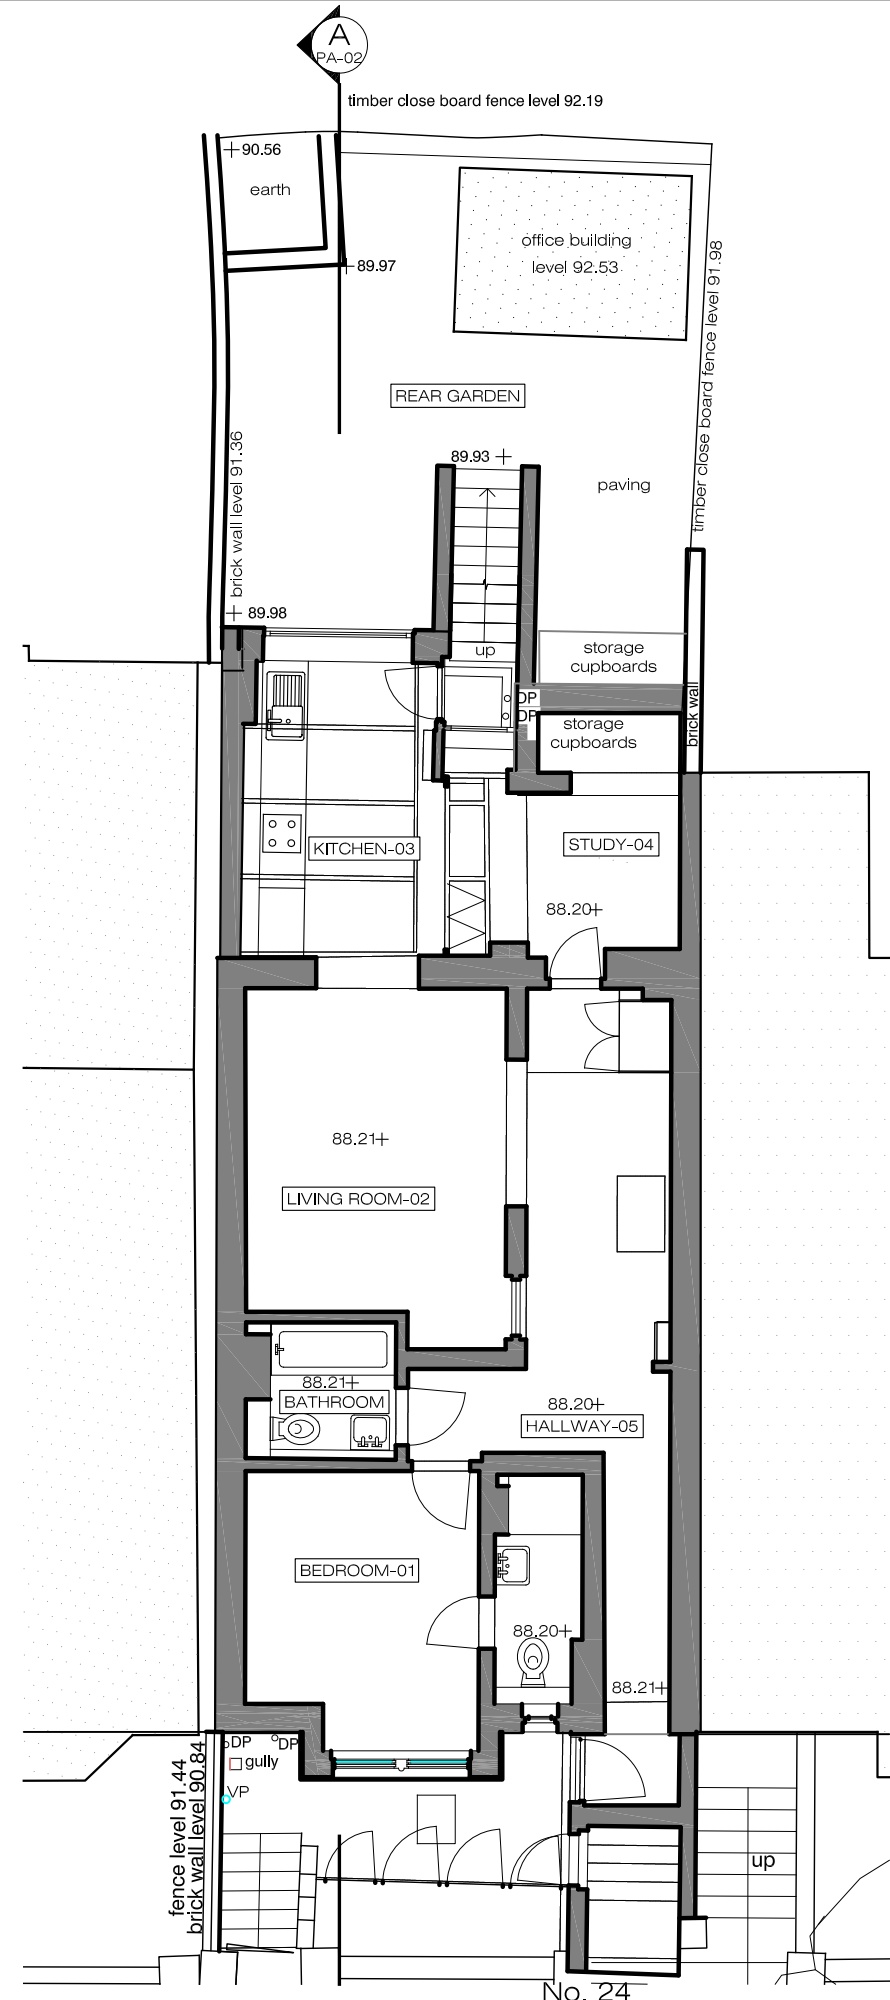 A
PA-02
timber close board fence level 92.19
90.56
earth
office building
level 92.53
89.97
timber close board fence level 91.98
REAR GARDEN
brick wall level 91.36
89.93
paving
89.98
up
storage
cupboards
DP
DP
storage
cupboards
brick wall
KITCHEN-03
STUDY-04
88.20
88.21
LIVING ROOM-02
88.21
BATHROOM
88.20
HALLWAY-05
BEDROOM-01
88.20
88.21
DP
DP
gully
VP
fence level 91.44
brick wall level 90.84
up
No. 24